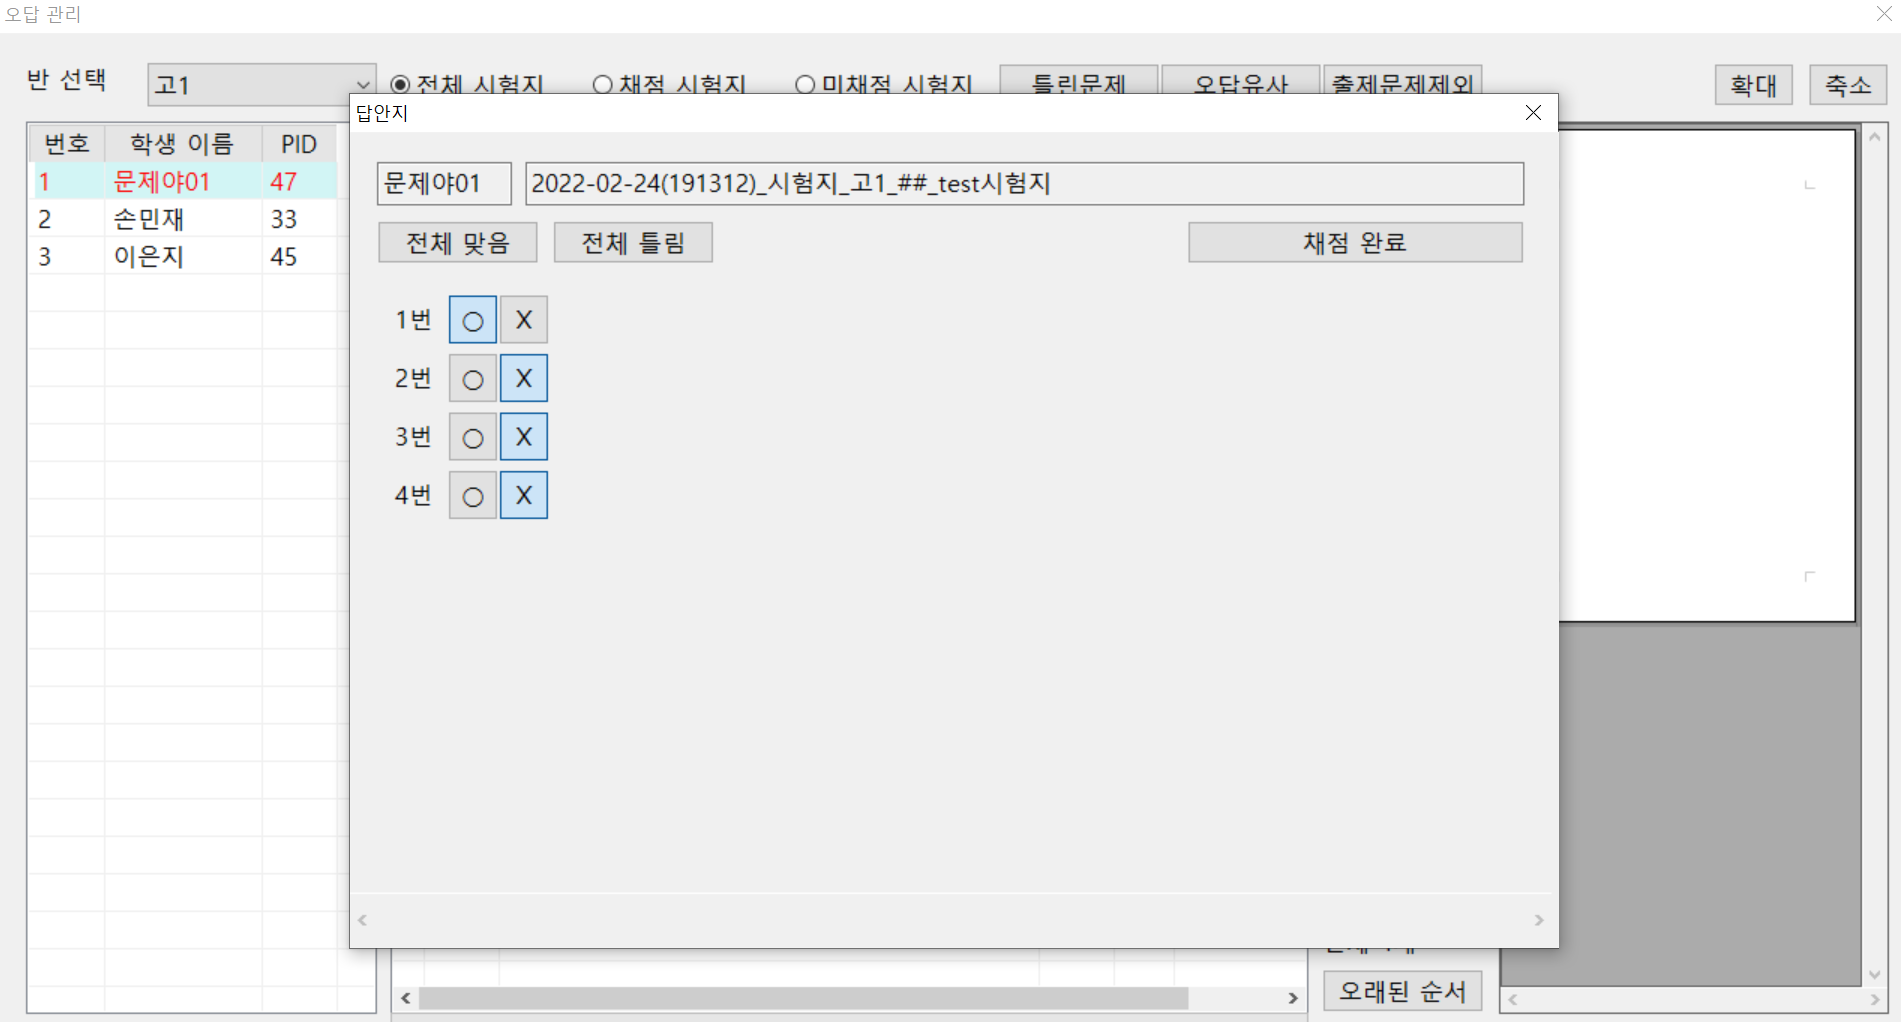 오답 관리
반 선택 고1 전체 시험지 채점 시험지 미채점 시험지 틀린문제 오답유사 출제문제제외 확대 축소
답안지
번호 학생 이름 PID
1 문제야01 47
2 손민재 33
3 이은지 45
문제야01 2022-02-24(191312)_시험지_고1_##_test시험지
전체 맞음 전체 틀림 채점 완료
1번 ○ X
2번 ○ X
3번 ○ X
4번 ○ X
오래된 순서